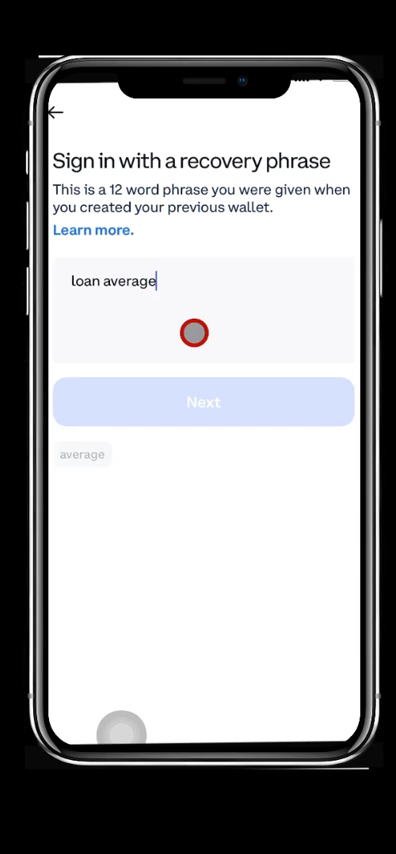 Sign in with a recovery phrase
This is a 12 word phrase you were given when
you created your previous wallet.
Learn more.
loan average
Next
average